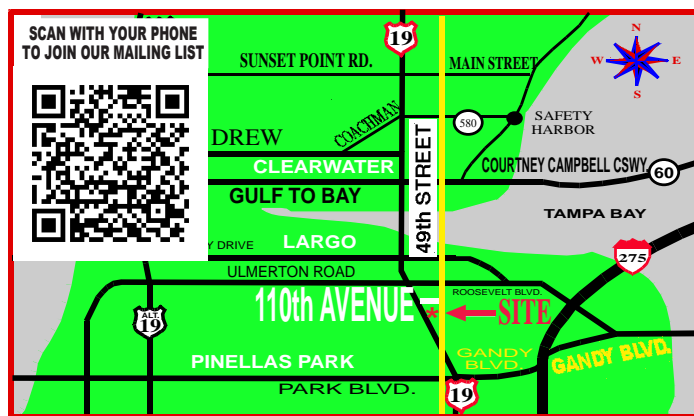 SCAN WITH YOUR PHONE
TO JOIN OUR MAILING LIST
N
W E
S
19
SUNSET POINT RD.
MAIN STREET
COACHMAN
580
SAFETY
HARBOR
DREW
CLEARWATER
COURTNEY CAMPBELL CSWY.
60
GULF TO BAY
49th STREET
TAMPA BAY
Y DRIVE
LARGO
275
ULMERTON ROAD
ROOSEVELT BLVD.
110th AVENUE
*
SITE
ALT.
19
PINELLAS PARK
GANDY
BLVD.
GANDY BLVD.
PARK BLVD.
19